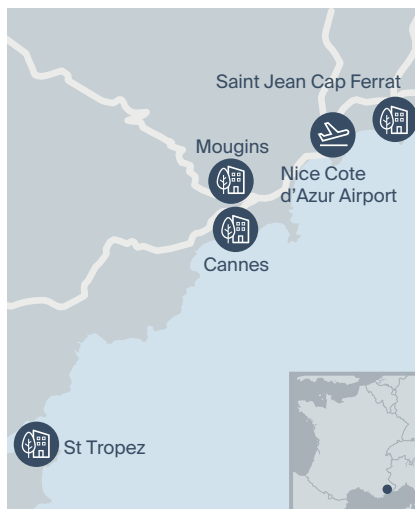 Saint Jean Cap Ferrat
Mougins
Nice Cote
d'Azur Airport
Cannes
St Tropez